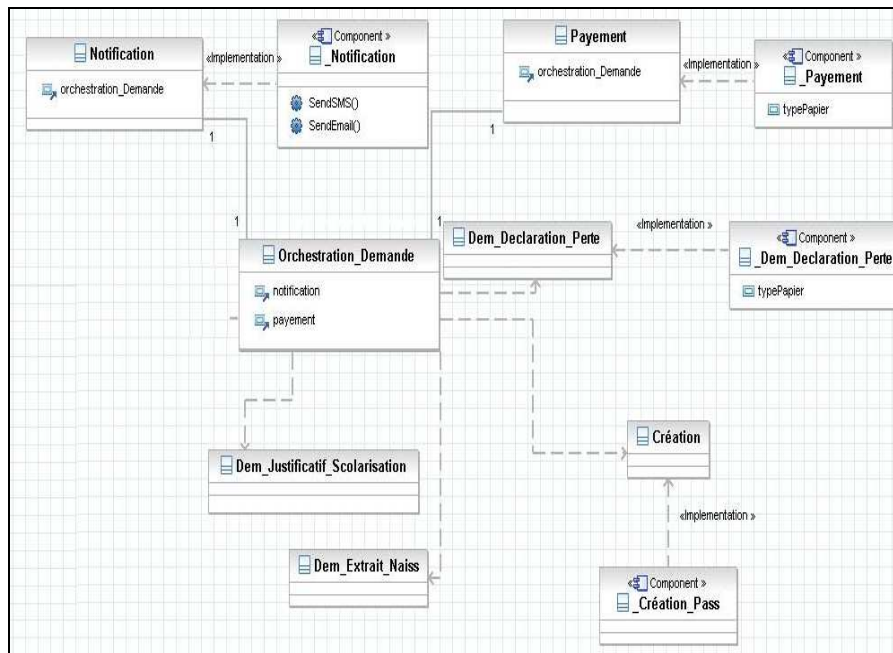 Notification
orchestration_Demande
«Implementation »
« Component »
_Notification
SendSMS()
SendEmail()
Payement
orchestration_Demande
«Implementation »
« Component »
_Payement
typePapier
1
1
1
1
Orchestration_Demande
notification
payement
Dem_Declaration_Perte
«Implementation »
« Component »
_Dem_Declaration_Perte
typePapier
Création
Dem_Justificatif_Scolarisation
«Implementation »
Dem_Extrait_Naiss
« Component »
_Création_Pass